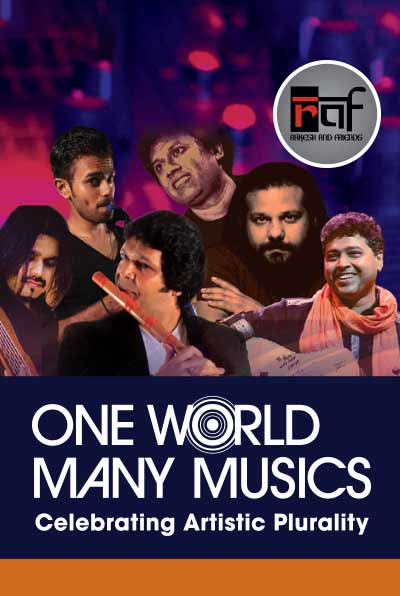 raf
RAKESH AND FRIENDS
ONE WORLD
MANY MUSICS
Celebrating Artistic Plurality